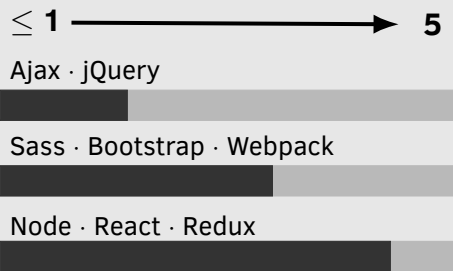 ≤ 1 5
Ajax · jQuery
Sass · Bootstrap · Webpack
Node · React · Redux